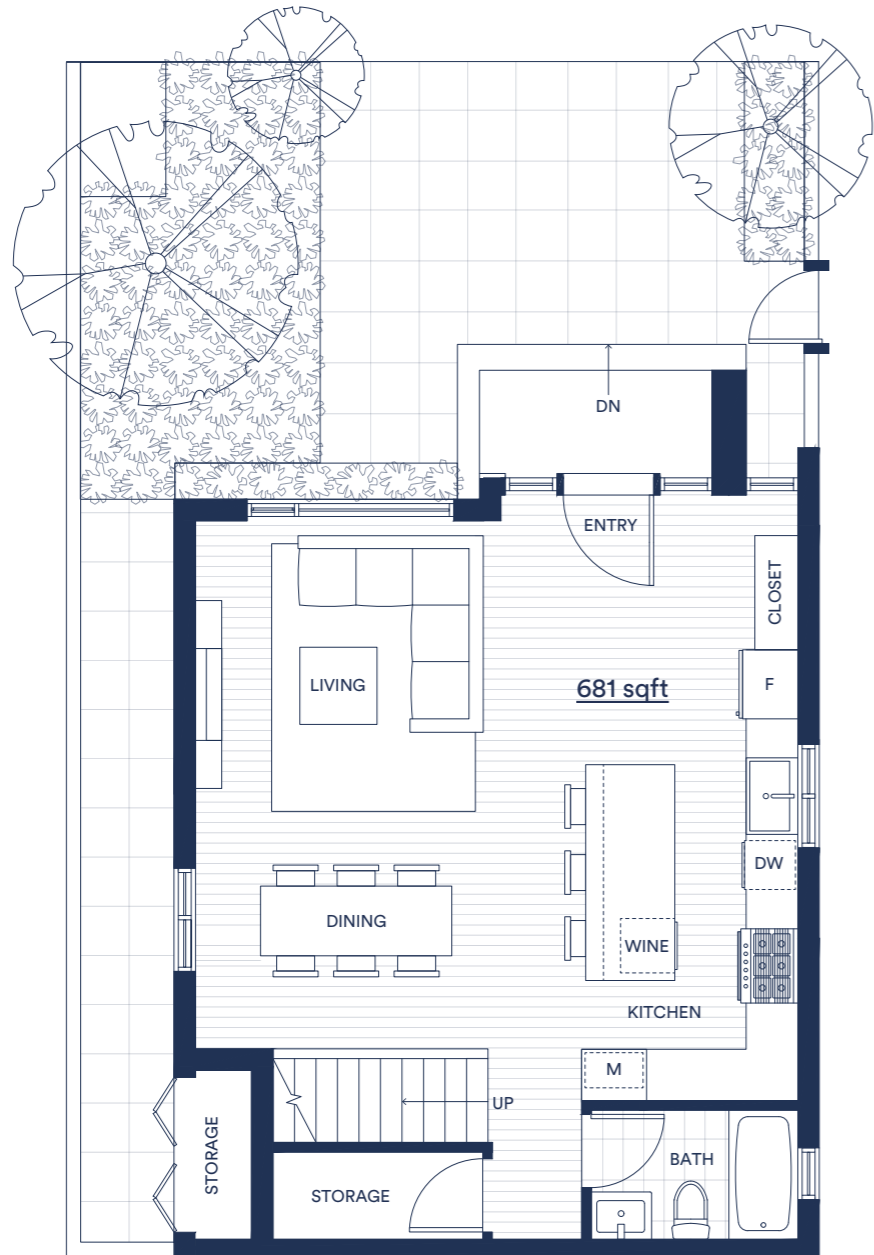 DN
ENTRY
CLOSET
LIVING
681 sqft
F
DW
DINING
WINE
KITCHEN
M
UP
STORAGE
BATH
STORAGE